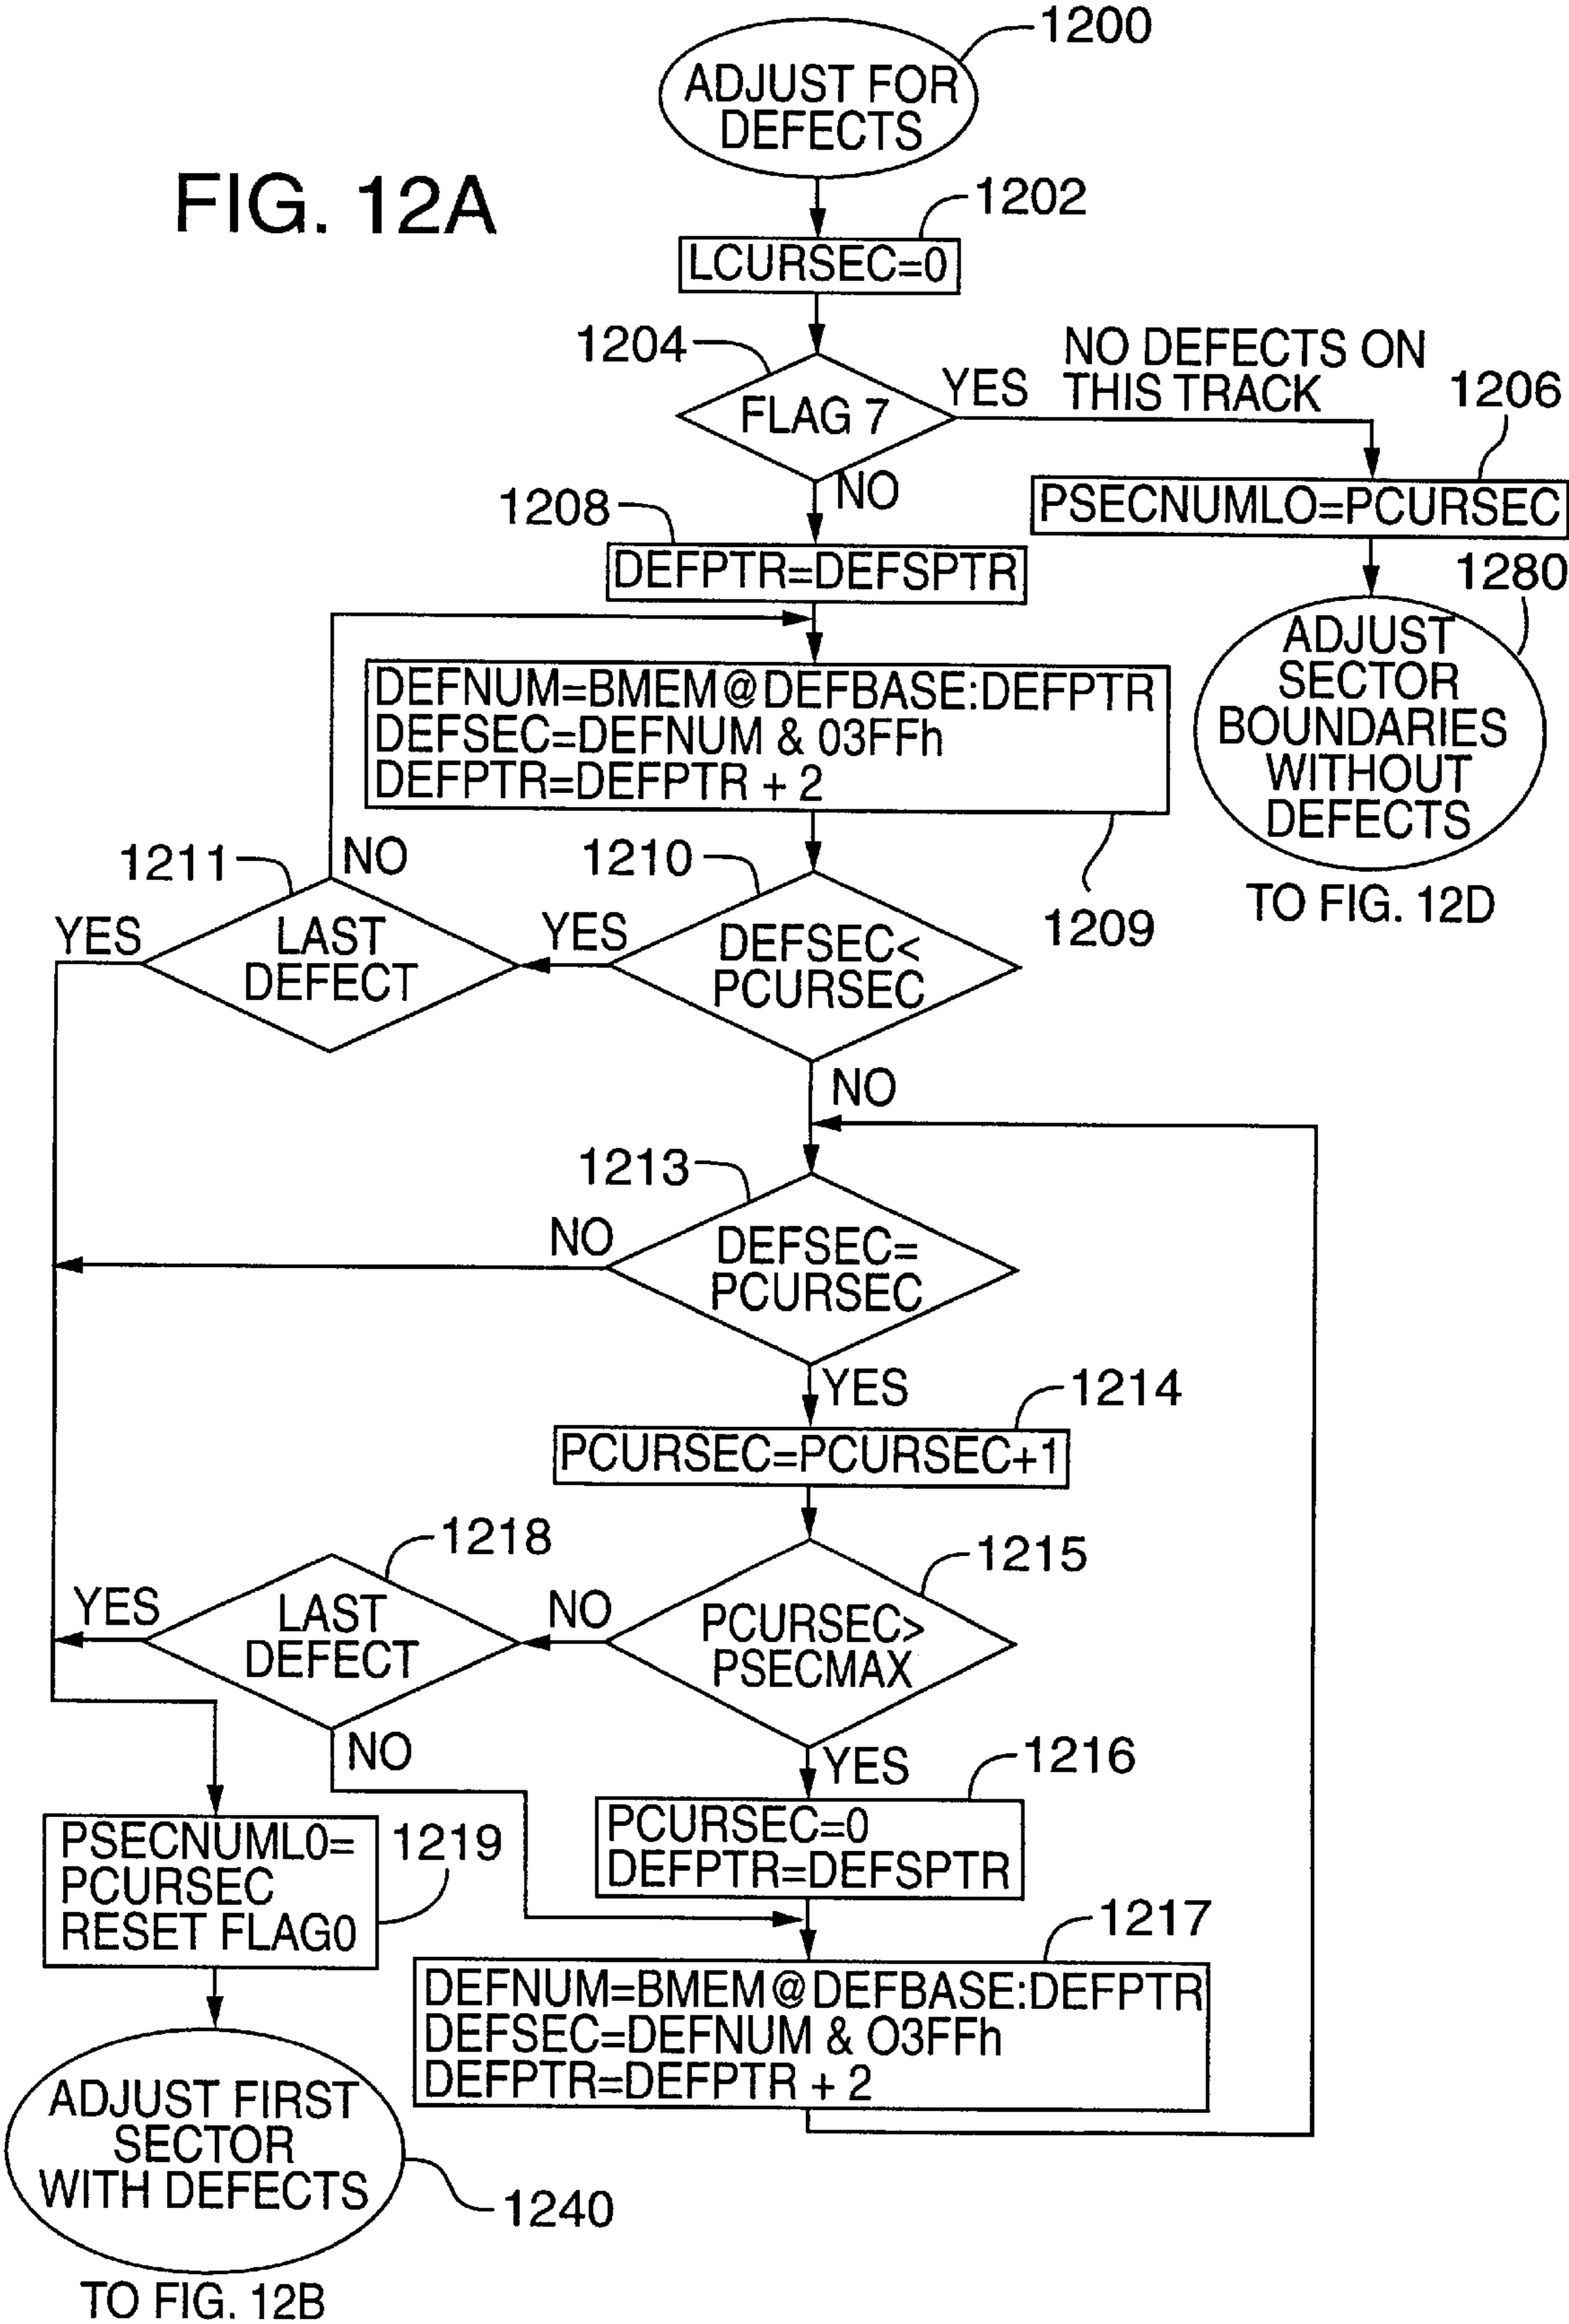 1200
ADJUST FOR
DEFECTS
FIG. 12A
1202
LCURSEC=0
1204
FLAG 7
YES
NO DEFECTS ON
THIS TRACK
1206
NO
PSECNUMLO=PCURSEC
1208
DEFPTR=DEFSPTR
1280
ADJUST
SECTOR
BOUNDARIES
WITHOUT
DEFECTS
TO FIG. 12D
DEFNUM=BMEM@DEFBASE:DEFPTR
DEFSEC=DEFNUM & 03FFh
DEFPTR=DEFPTR + 2
1209
1211
NO
1210
YES
LAST
DEFECT
YES
DEFSEC<
PCURSEC
NO
1213
NO
DEFSEC=
PCURSEC
YES
1214
PCURSEC=PCURSEC+1
1218
1215
YES
LAST
DEFECT
NO
PCURSEC>
PSECMAX
NO
YES
1216
PCURSEC=0
DEFPTR=DEFSPTR
PSECNUML0=
PCURSEC
RESET FLAG0
1219
1217
DEFNUM=BMEM@DEFBASE:DEFPTR
DEFSEC=DEFNUM & O3FFh
DEFPTR=DEFPTR + 2
ADJUST FIRST
SECTOR
WITH DEFECTS
1240
TO FIG. 12B